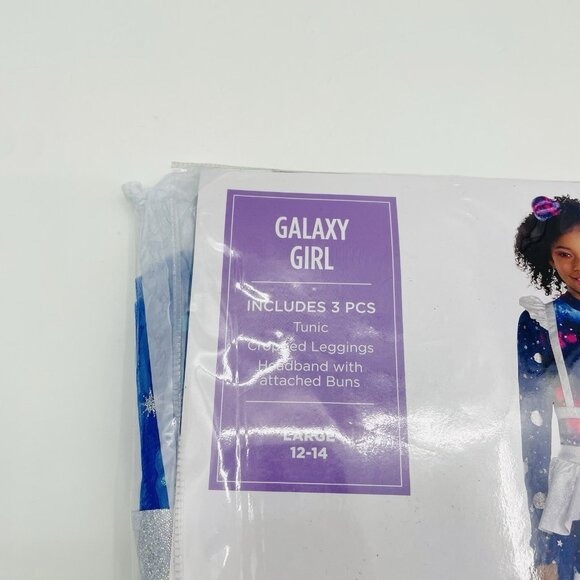 GALAXY
GIRL
INCLUDES 3 PCS
Tunic
Cropped Leggings
Headband with
attached Buns
LARGE
12-14